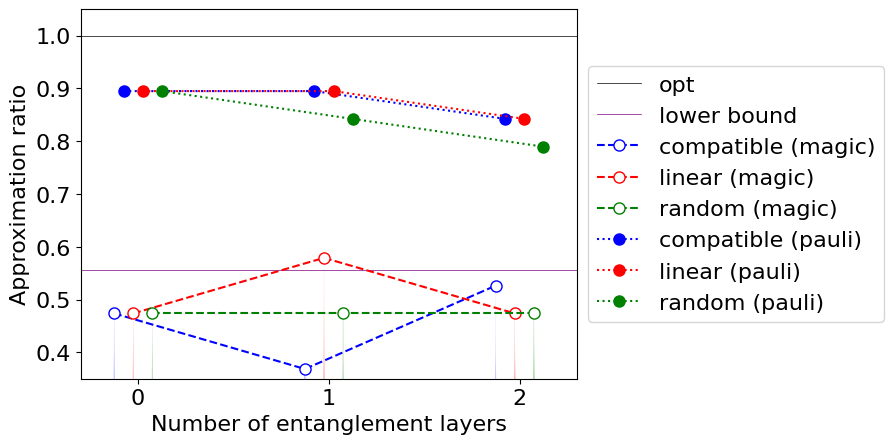 1.0
0.9
0.8
0.7
0.6
0.5
0.4
Approximation ratio
0 1 2
Number of entanglement layers
opt
lower bound
compatible (magic)
linear (magic)
random (magic)
compatible (pauli)
linear (pauli)
random (pauli)